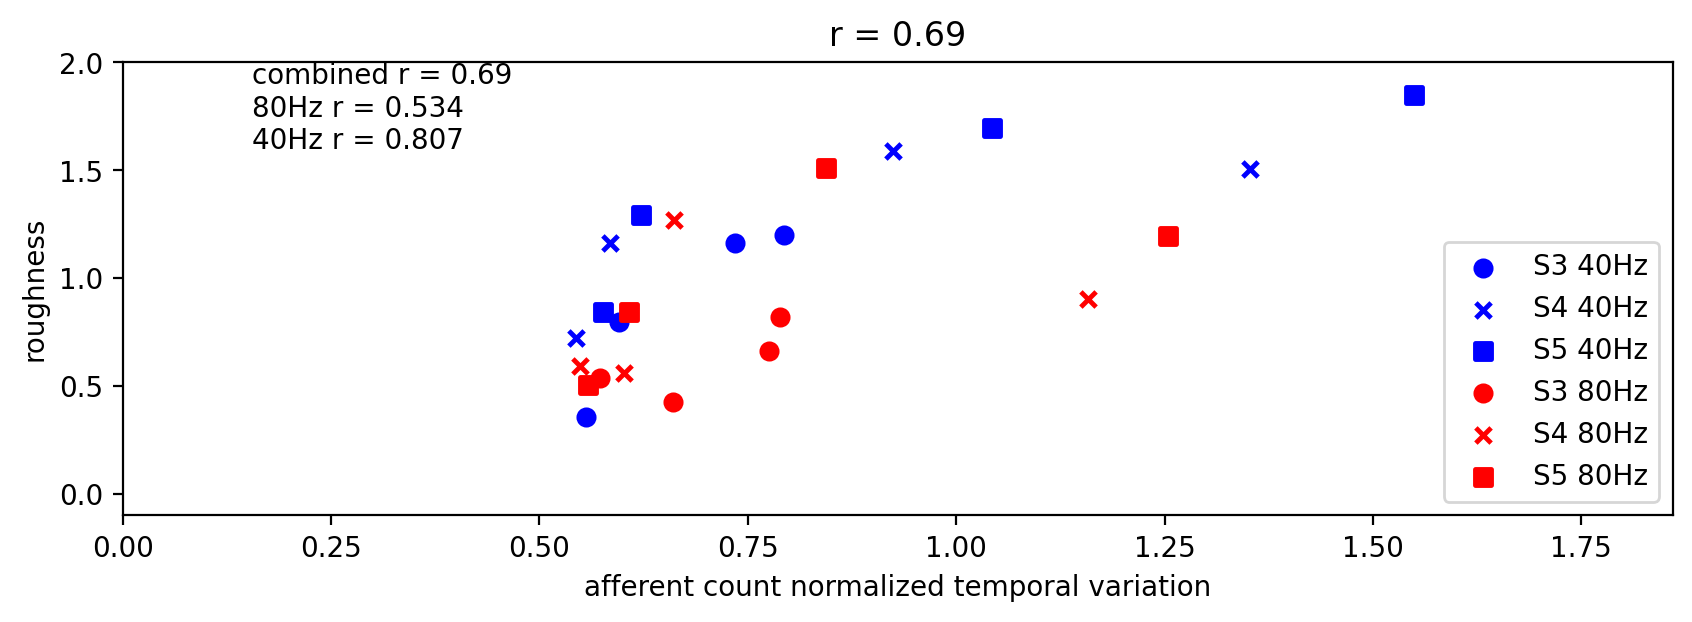 r = 0.69
combined r = 0.69
80Hz r = 0.534
40Hz r = 0.807
2.0
1.5
1.0
0.5
0.0
roughness
S3 40Hz
S4 40Hz
S5 40Hz
S3 80Hz
S4 80Hz
S5 80Hz
0.00 0.25 0.50 0.75 1.00 1.25 1.50 1.75
afferent count normalized temporal variation